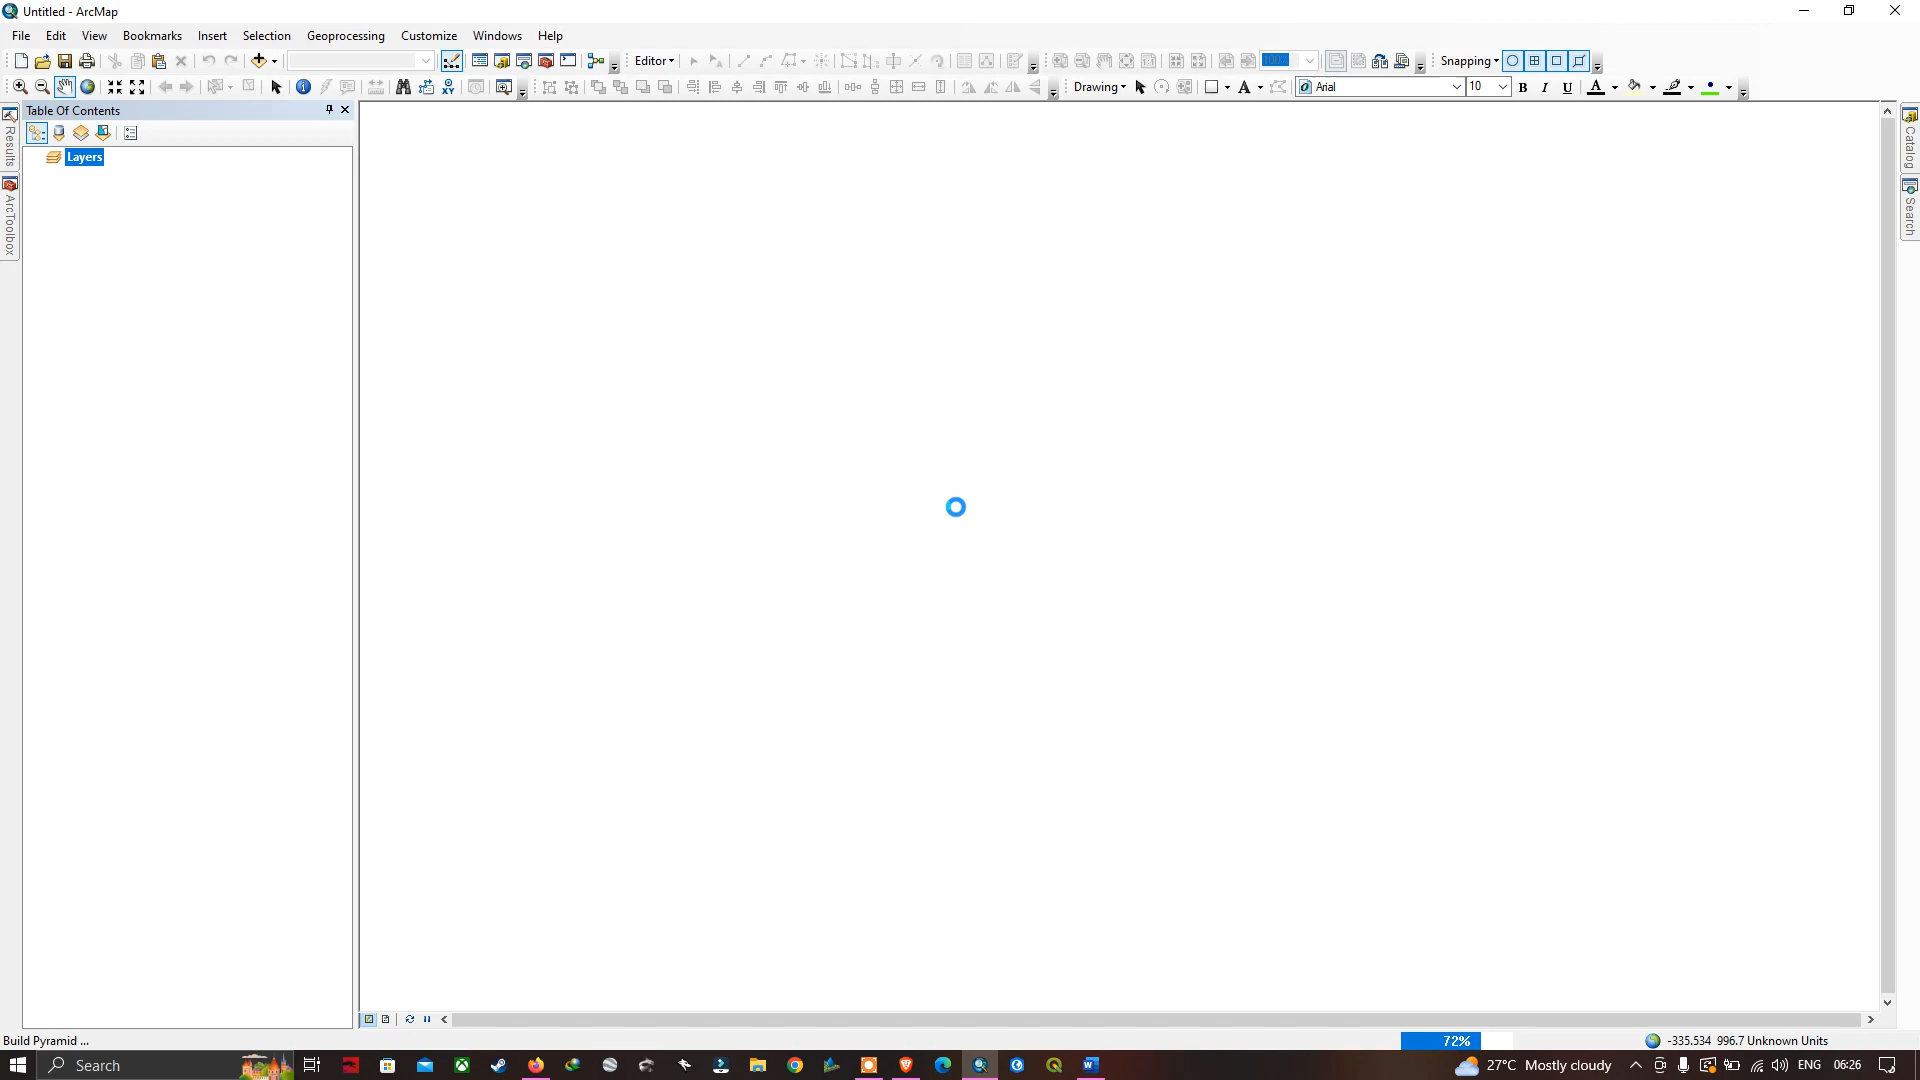 Untitled - ArcMap
File Edit View Bookmarks Insert Selection Geoprocessing Customize Windows Help
Editor 100% Snapping
Drawing A Arial 10 B I U A
Table Of Contents
Layers
Results
ArcToolbox
Catalog
Search
Build Pyramid ... 72% -335.534 996.7 Unknown Units
Search 27°C Mostly cloudy ENG 06:26